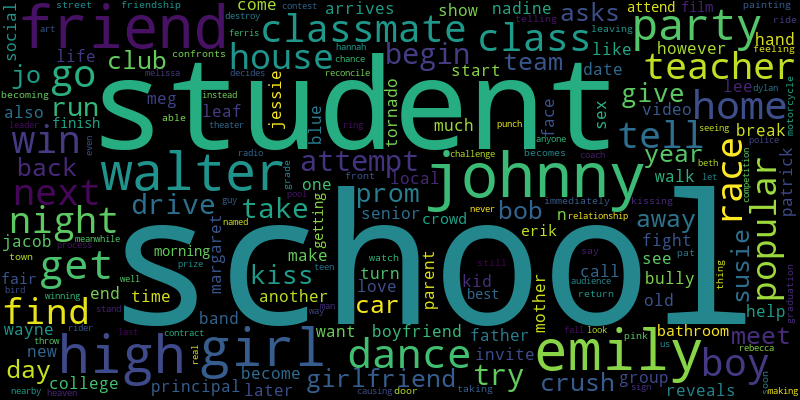 street friendship
destroy
contest
come
arrives
show
nadine
attend
film
painting
telling
leaving
ride
art
ferris
confronts
hannah
chance
reconcile
decides
friend
classmate
class
asks
party
hand
social
club
house
begin
team
like
however
feeling
life
date
teacher
jo
go
becoming
also
run
meg
melissa
instead
jessie
start
give
lee
dylan
motorcycle
finish
leaf
able
theater
blue
student
tornado
much
face
sex
video
home
break
seeing
police
leader
ring
punch
anyone
win
even
radio
challenge
becomes
coach
tell
year
race
beth
let
competition
patrick
back
walter
attempt
johnny
walk
next
grade
pool
front
local
immediately
kissing
guy
named
one
prom
bob
never
relationship
n
away
popular
night
drive
take
getting
senior
crowd
erik
fight
see
pat
susie
thing
graduation
jacob
meanwhile
process
margaret
morning
make
watch
parent
still
say
town
prize
teen
kiss
turn
kid
call
bully
audience
get
fair
well
another
love
best
return
old
help
bird
end
time
school
mother
winning
stand
man
way
car
find
rider
band
want
boyfriend
fall
look
pink
us
bathroom
meet
wayne
throw
last
contract
father
invite
rebecca
new
real
high
girl
dance
emily
boy
day
college
become
girlfriend
try
crush
group
reveals
soon
nearby
heaven
principal
later
causing
door
taking
sign
making